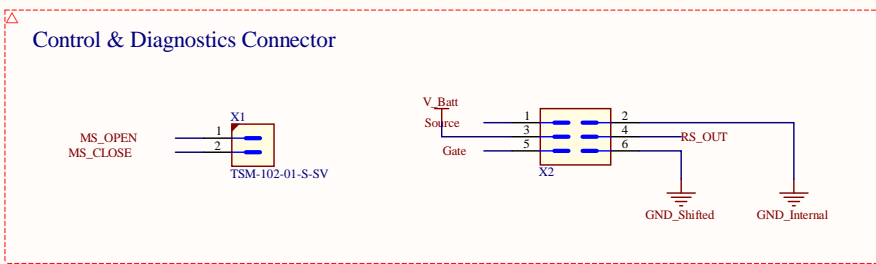 Control & Diagnostics Connector
X1
MS_OPEN 1
MS_CLOSE 2
TSM-102-01-S-SV
V_Batt
Source 1 2
3 4 RS_OUT
Gate 5 6
X2
GND_Shifted GND_Internal